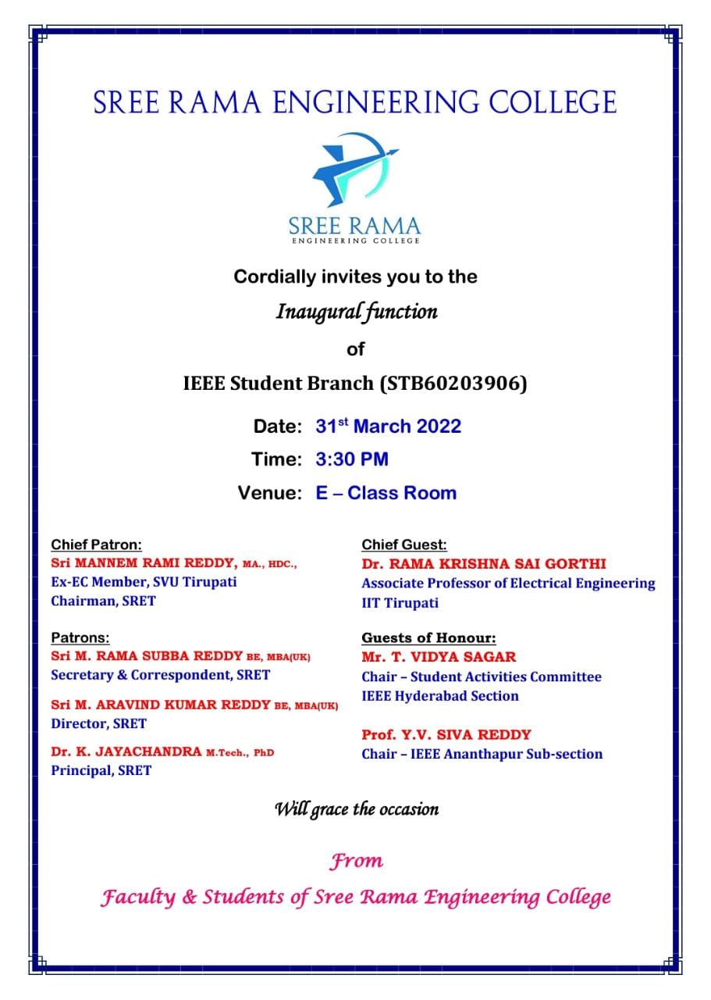 SREE RAMA ENGINEERING COLLEGE
SREE RAMA
ENGINEERING COLLEGE
Cordially invites you to the
Inaugural function
of
IEEE Student Branch (STB60203906)
Date: 31st March 2022
Time: 3:30 PM
Venue: E – Class Room
Chief Patron:
Sri MANNEM RAMI REDDY, MA., HDC.,
Ex-EC Member, SVU Tirupati
Chairman, SRET
Patrons:
Sri M. RAMA SUBBA REDDY BE, MBA(UK)
Secretary & Correspondent, SRET
Sri M. ARAVIND KUMAR REDDY BE, MBA(UK)
Director, SRET
Dr. K. JAYACHANDRA M.Tech., PhD
Principal, SRET
Chief Guest:
Dr. RAMA KRISHNA SAI GORTHI
Associate Professor of Electrical Engineering
IIT Tirupati
Guests of Honour:
Mr. T. VIDYA SAGAR
Chair – Student Activities Committee
IEEE Hyderabad Section
Prof. Y.V. SIVA REDDY
Chair – IEEE Ananthapur Sub-section
Will grace the occasion
From
Faculty & Students of Sree Rama Engineering College